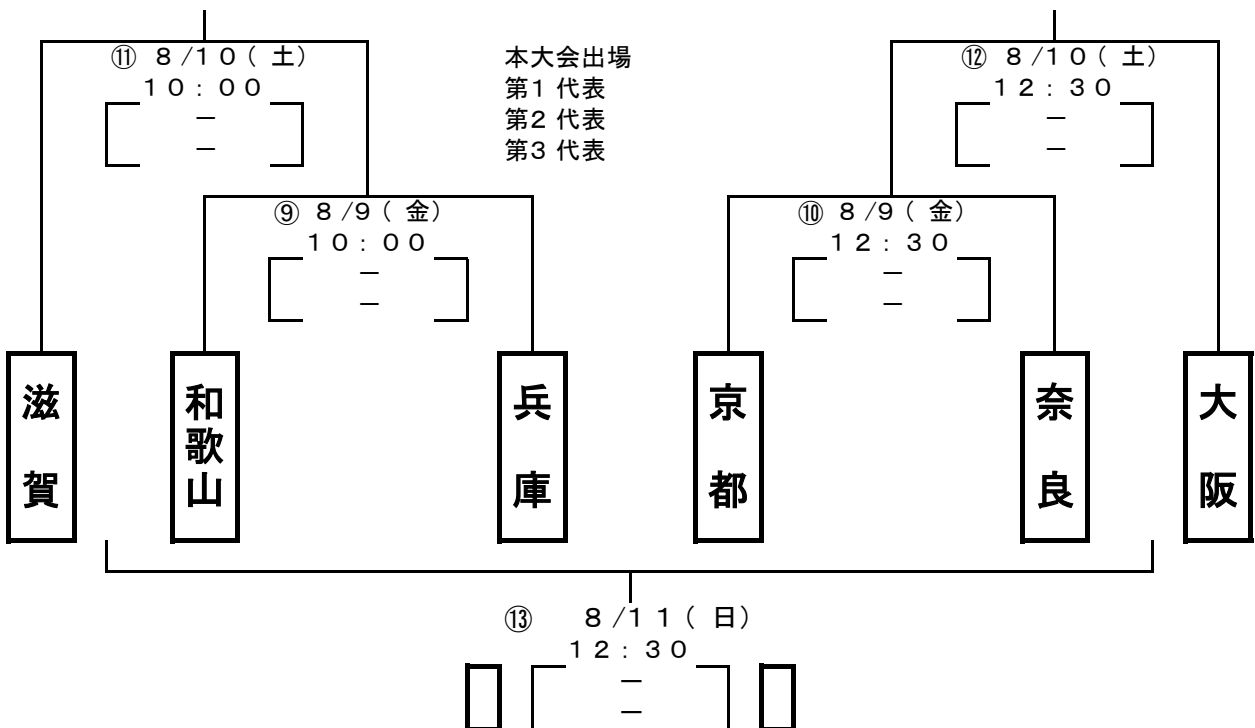 ⑪ 8/10(土)
10:00
－
－
本大会出場
第1代表
第2代表
第3代表
⑫ 8/10(土)
12:30
－
－
⑨ 8/9(金)
10:00
－
－
⑩ 8/9(金)
12:30
－
－
滋賀
和歌山
兵庫
京都
奈良
大阪
⑬ 8/11(日)
12:30
－
－